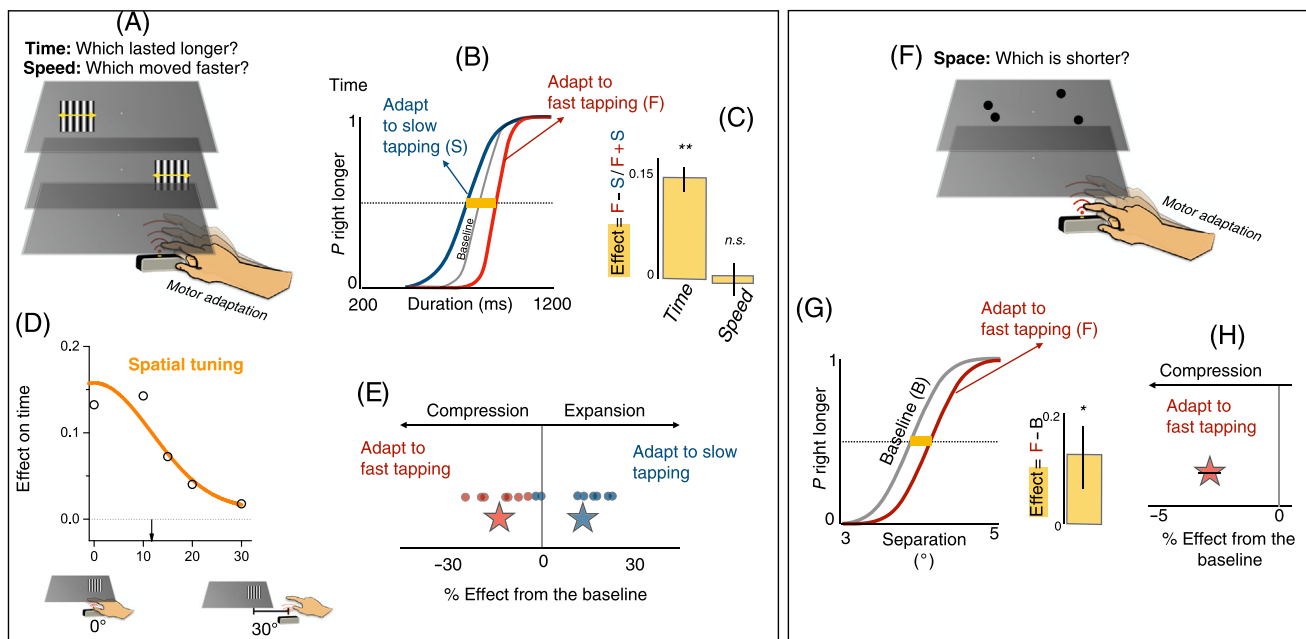 (A)
Time: Which lasted longer?
Speed: Which moved faster?
Motor adaptation
(B)
Time
Adapt
to slow
tapping (S)
Adapt to
fast tapping (F)
P right longer
1
0
Baseline
200
Duration (ms)
1200
(C)
Effect= F - S/F+S
0.15
0
**
n.s.
Time
Speed
(D)
0.2
0.1
0.0
Effect on time
Spatial tuning
0
10
20
30
0°
30°
(E)
Compression
Expansion
Adapt to
fast tapping
Adapt to slow
tapping
−30
0
30
% Effect from the baseline
(F)
Space: Which is shorter?
Motor adaptation
(G)
Adapt to
fast tapping (F)
P right longer
1
0
Baseline (B)
3
Separation
(°)
5
Effect= F - B
0.2
0
*
(H)
Compression
Adapt to
fast tapping
−5
0
% Effect from the
baseline